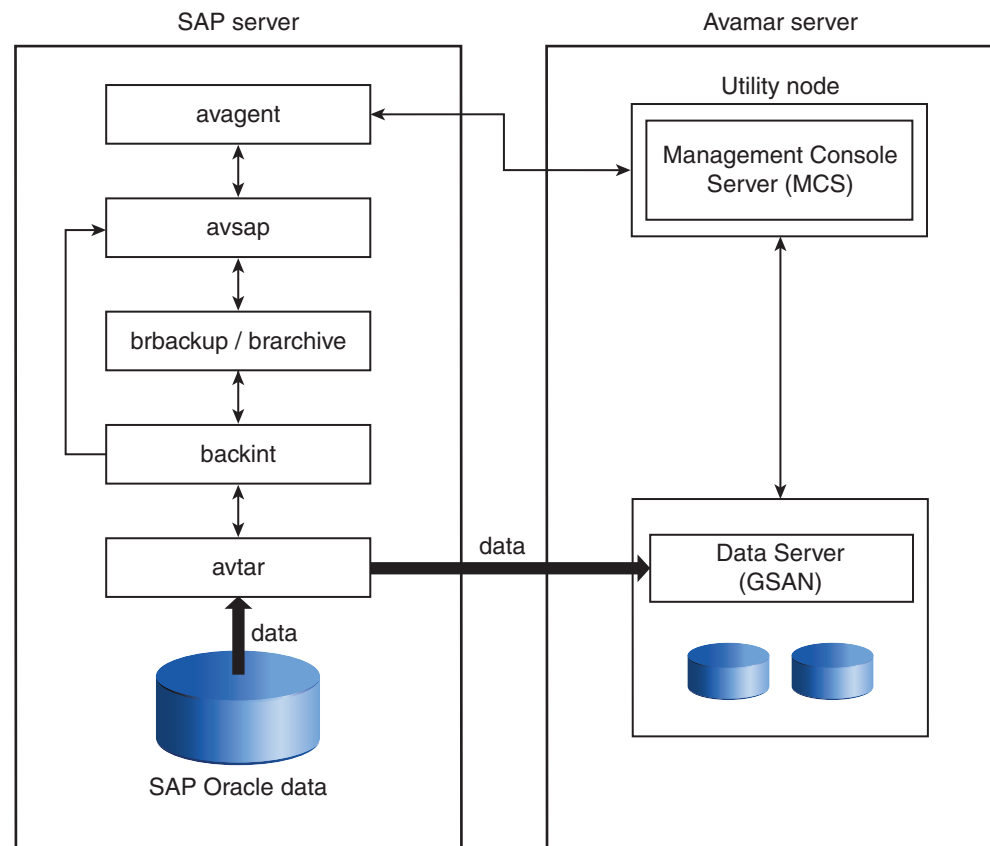 SAP server
avagent
avsap
brbackup / brarchive
backint
avtar
data
SAP Oracle data
data
Avamar server
Utility node
Management Console
Server (MCS)
Data Server
(GSAN)